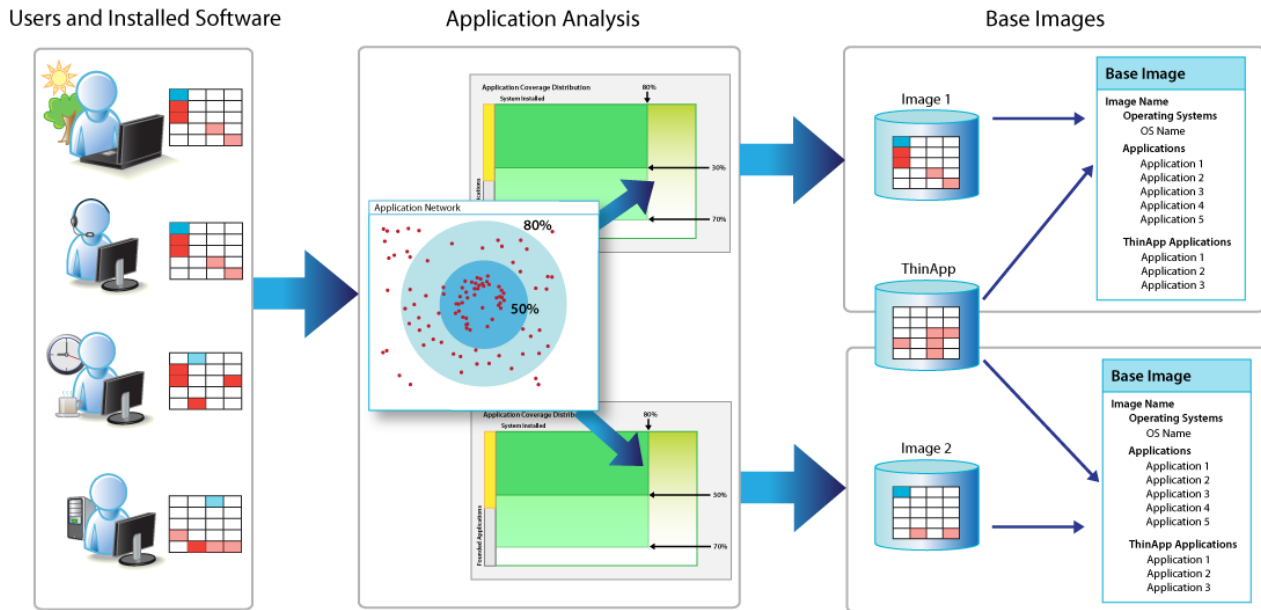 Users and Installed Software
Application Analysis
Base Images
Application Coverage Distribution
80%
System Installed
30%
70%
Application Network
80%
50%
Application Coverage
80%
System Installed
50%
70%
Founded Applications
Image 1
ThinApp
Image 2
Base Image
Image Name
Operating Systems
OS Name
Applications
Application 1
Application 2
Application 3
Application 4
Application 5
ThinApp Applications
Application 1
Application 2
Application 3
Base Image
Image Name
Operating Systems
OS Name
Applications
Application 1
Application 2
Application 3
Application 4
Application 5
ThinApp Applications
Application 1
Application 2
Application 3